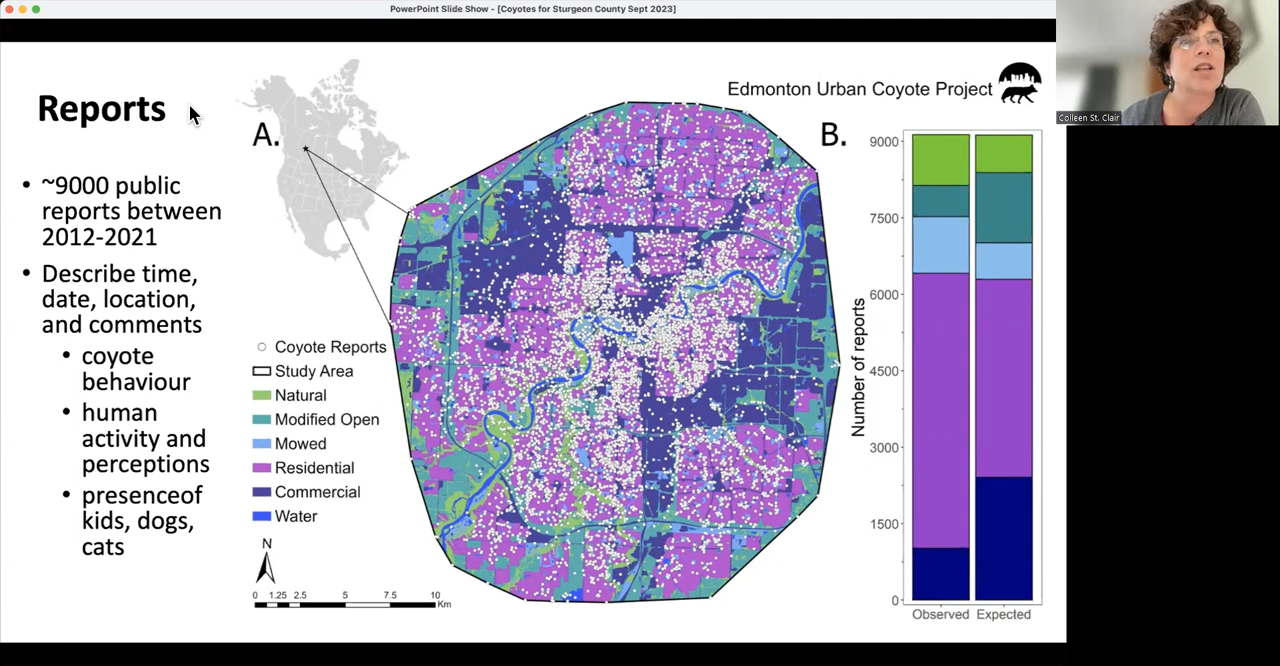 PowerPoint Slide Show - [Coyotes for Sturgeon County Sept 2023]
Colleen St. Clair
Reports
Edmonton Urban Coyote Project
• ~9000 public
reports between
2012-2021
• Describe time,
date, location,
and comments
• coyote
behaviour
• human
activity and
perceptions
• presenceof
kids, dogs,
cats
A.
Coyote Reports
Study Area
Natural
Modified Open
Mowed
Residential
Commercial
Water
N
0 1.25 2.5 5 7.5 10
Km
B.
Number of reports
9000
7500
6000
4500
3000
1500
0
Observed Expected